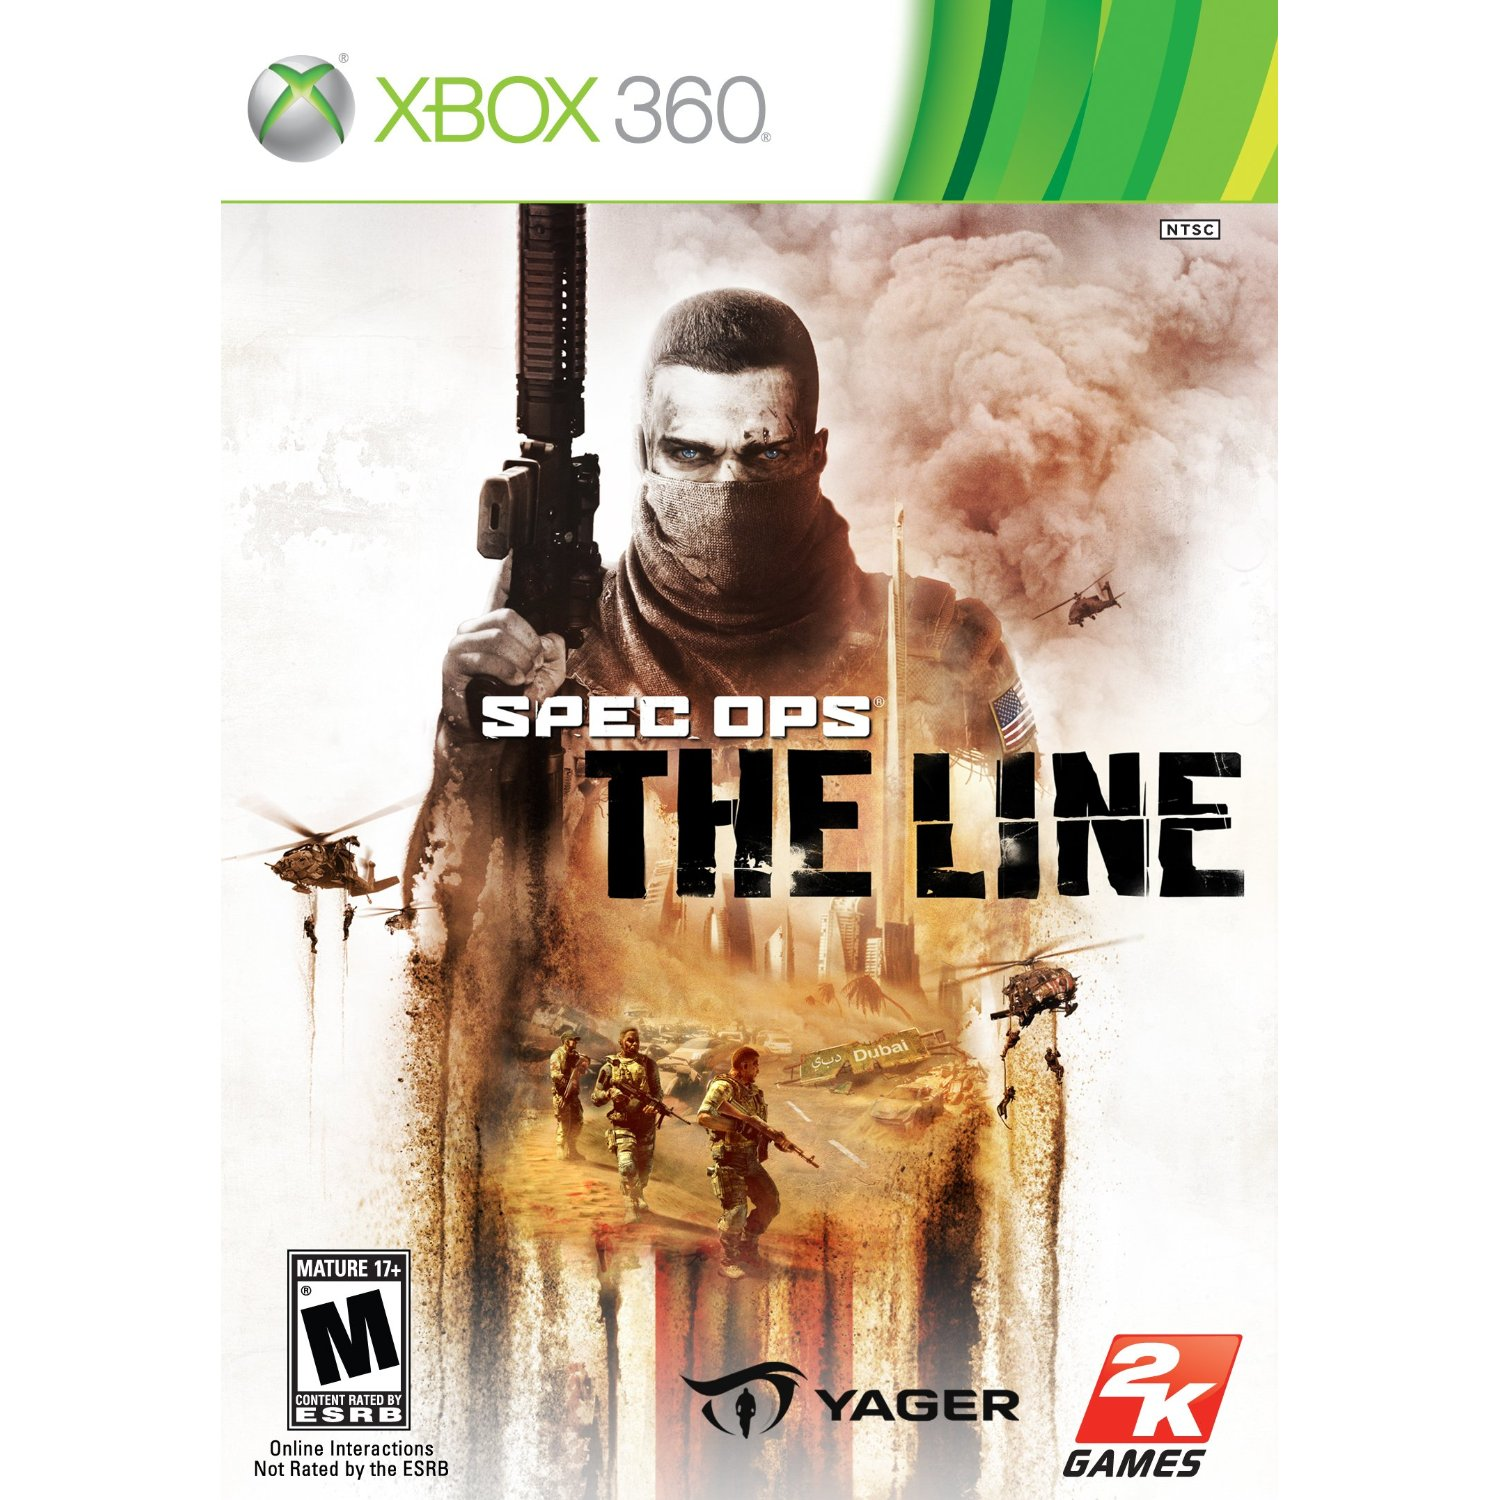 XBOX 360®
®
NTSC
SPEC OPS®
THE LINE
دبي Dubai
MATURE 17+
®
M
CONTENT RATED BY
ESRB
Online Interactions
Not Rated by the ESRB
YAGER
2K
GAMES